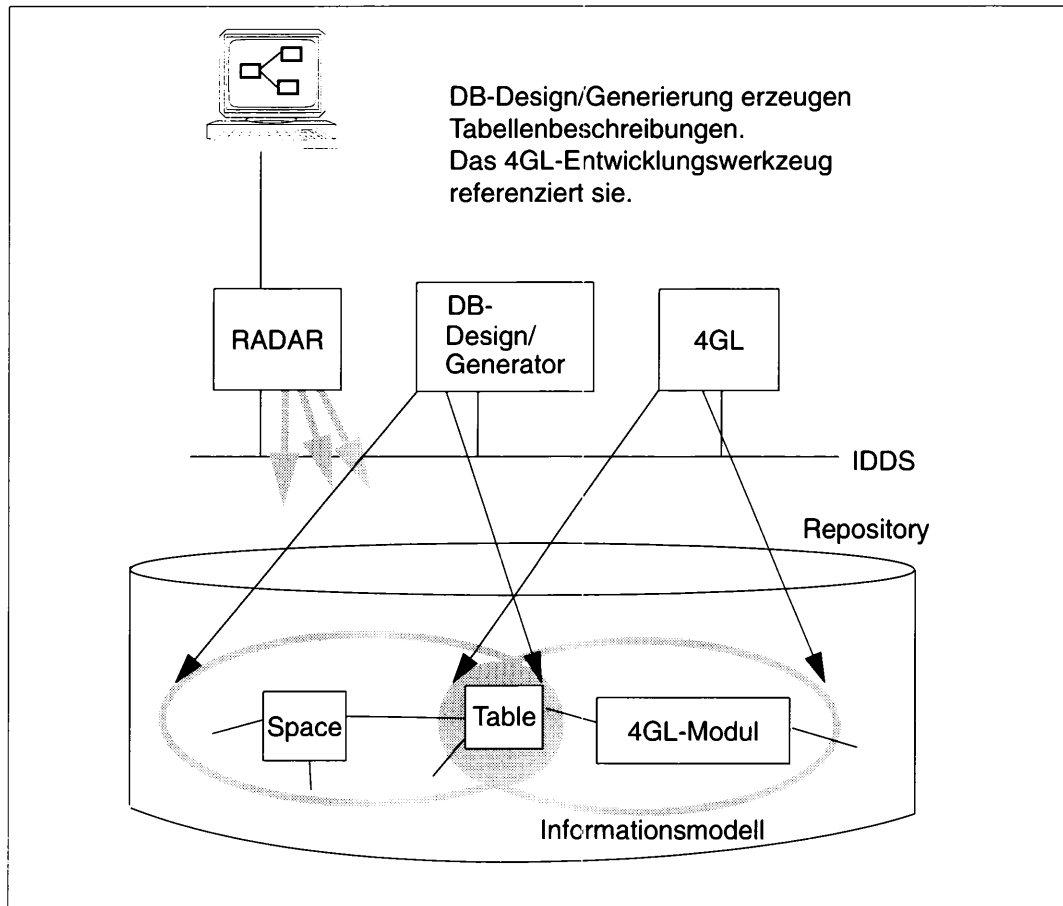 DB-Design/Generierung erzeugen
Tabellenbeschreibungen.
Das 4GL-Entwicklungswerkzeug
referenziert sie.
RADAR
DB-
Design/
Generator
4GL
IDDS
Repository
Space
Table
4GL-Modul
Informationsmodell